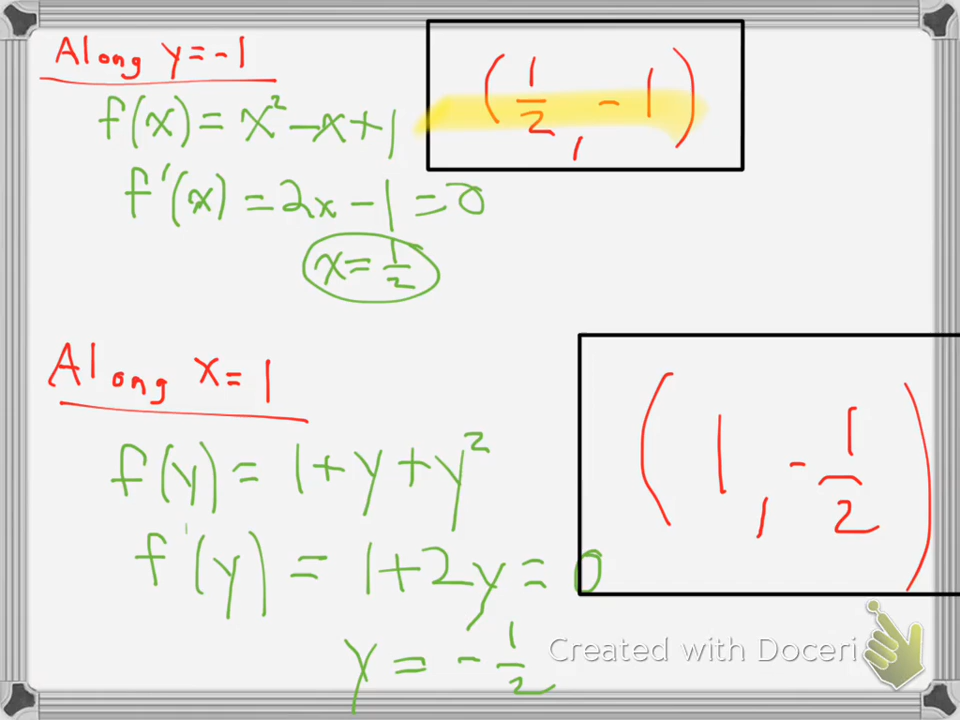 Along y = -1
f(x) = x² - x + 1
f'(x) = 2x - 1 = 0
x = 1/2
(1/2, -1)
Along x = 1
f(y) = 1 + y + y²
f'(y) = 1 + 2y = 0
y = -1/2
(1, -1/2)
Created with Doceri